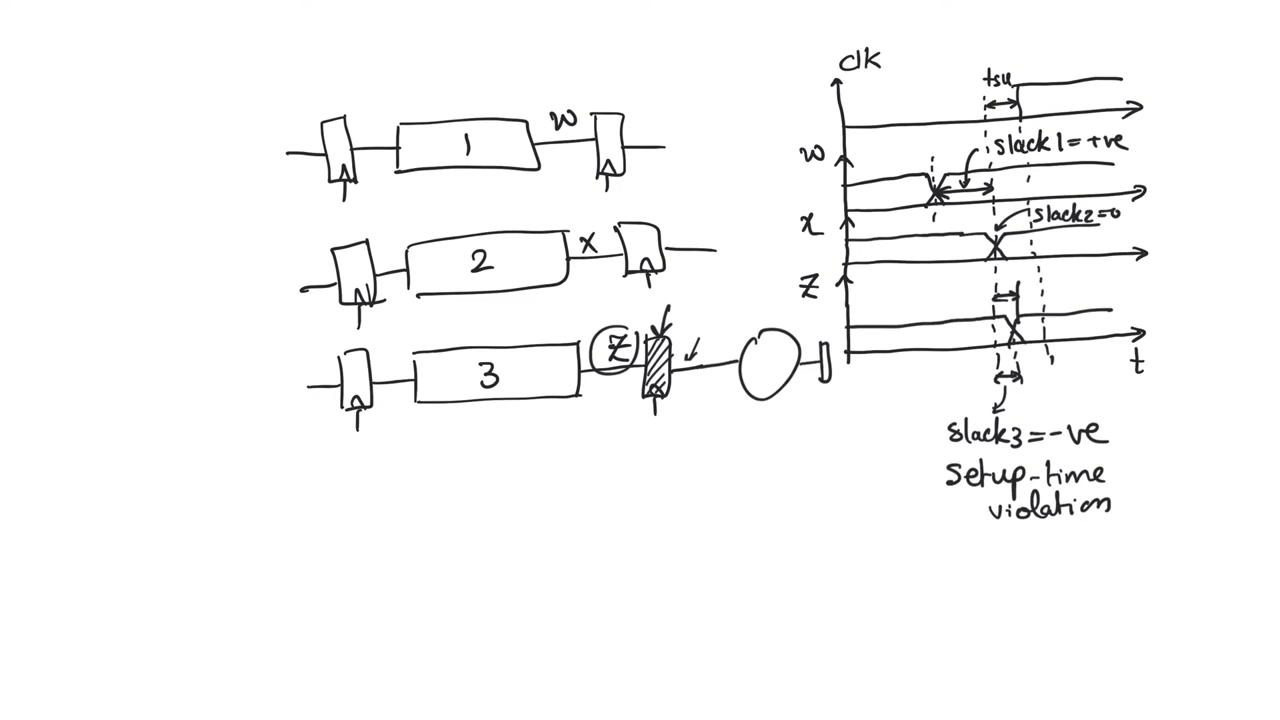 1
w
2
x
3
Z
clk
tsu
w
slack1=+ve
x
slack2=0
Z
t
slack3=-ve
setup-time
violation